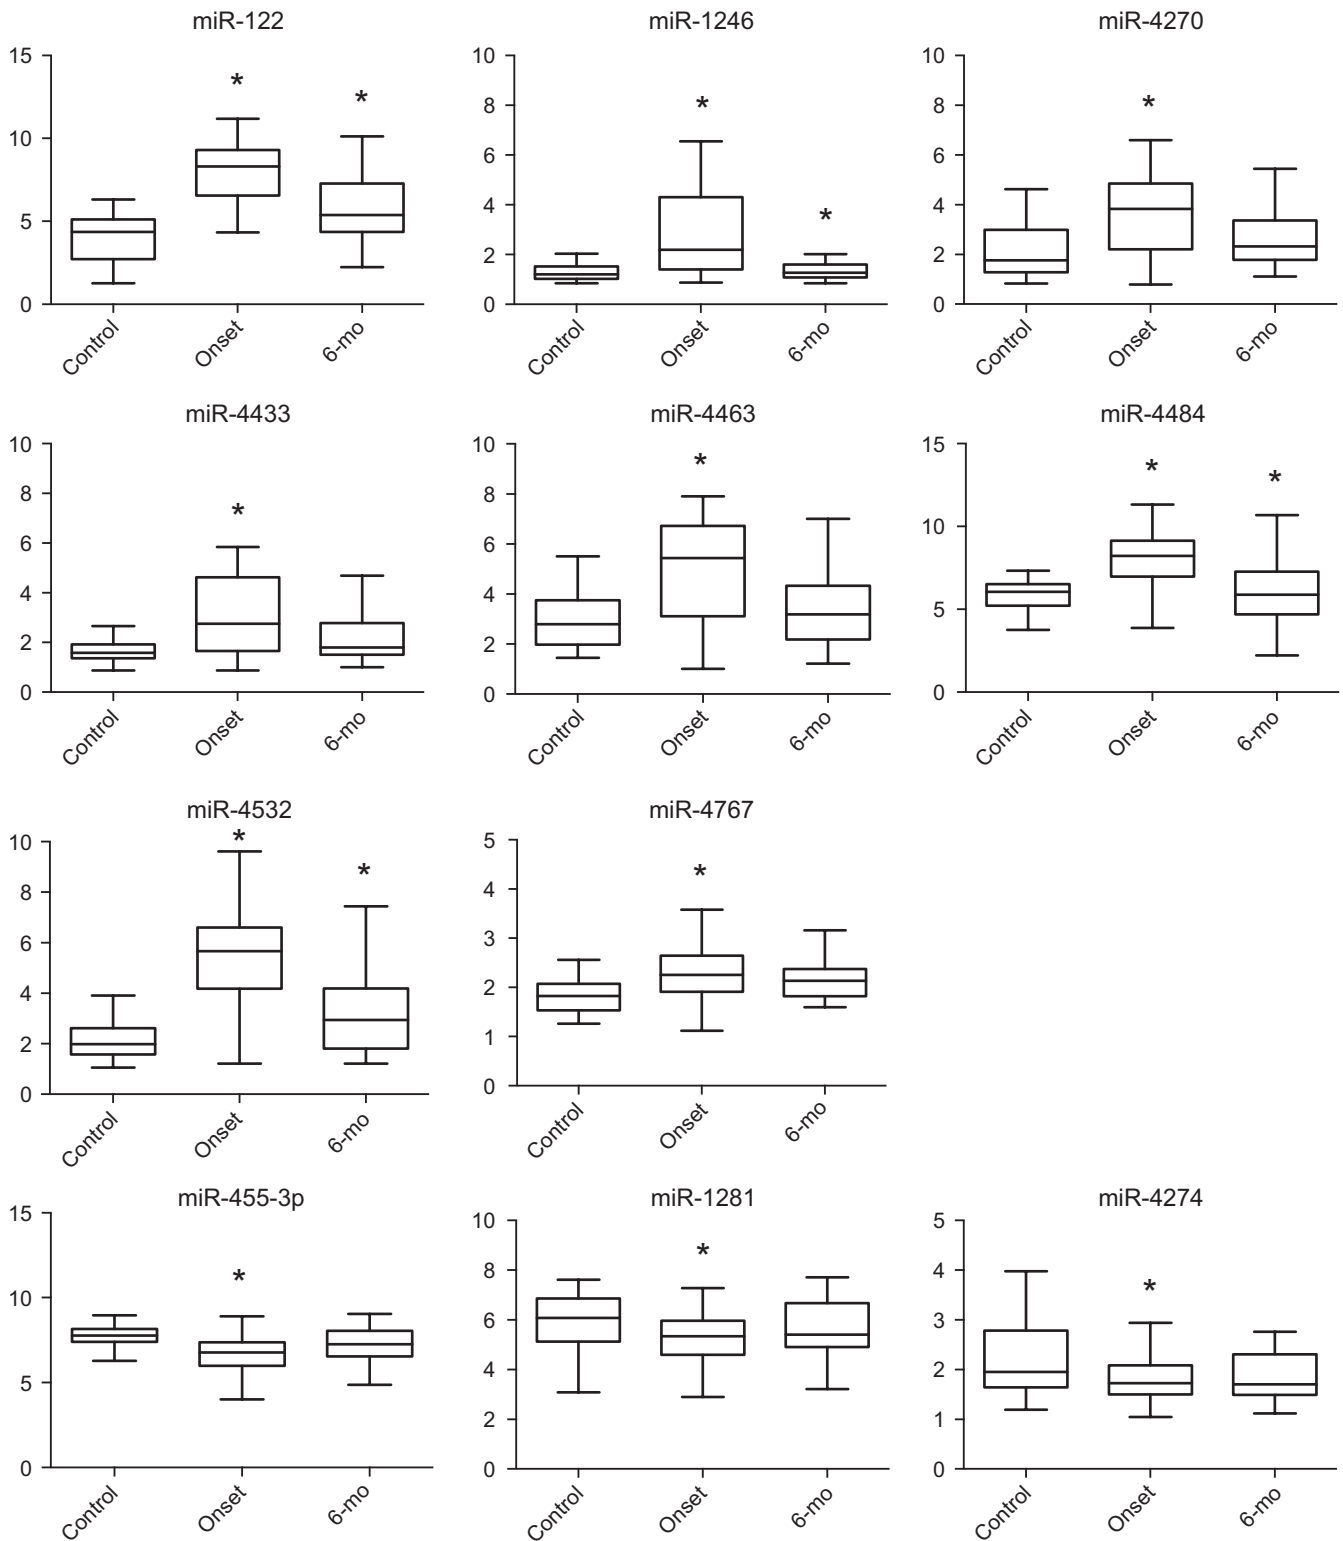 miR-122 miR-1246 miR-4270
15 10 10
* * *
8 8
10 * 6 6
* 4 4
5 2 2
0 0 0
Control Onset 6-mo Control Onset 6-mo Control Onset 6-mo
miR-4433 miR-4463 miR-4484
10 10 15
* * *
8 8 *
* 10
6 6
4 4 5
2 2
0 0 0
Control Onset 6-mo Control Onset 6-mo Control Onset 6-mo
miR-4532 miR-4767
10 * 5
8 * 4 *
6 3
4 2
2 1
0 0
Control Onset 6-mo Control Onset 6-mo
miR-455-3p miR-1281 miR-4274
15 10 5
* * *
10 8 4
6 3
5 4 2
2 1
0 0 0
Control Onset 6-mo Control Onset 6-mo Control Onset 6-mo